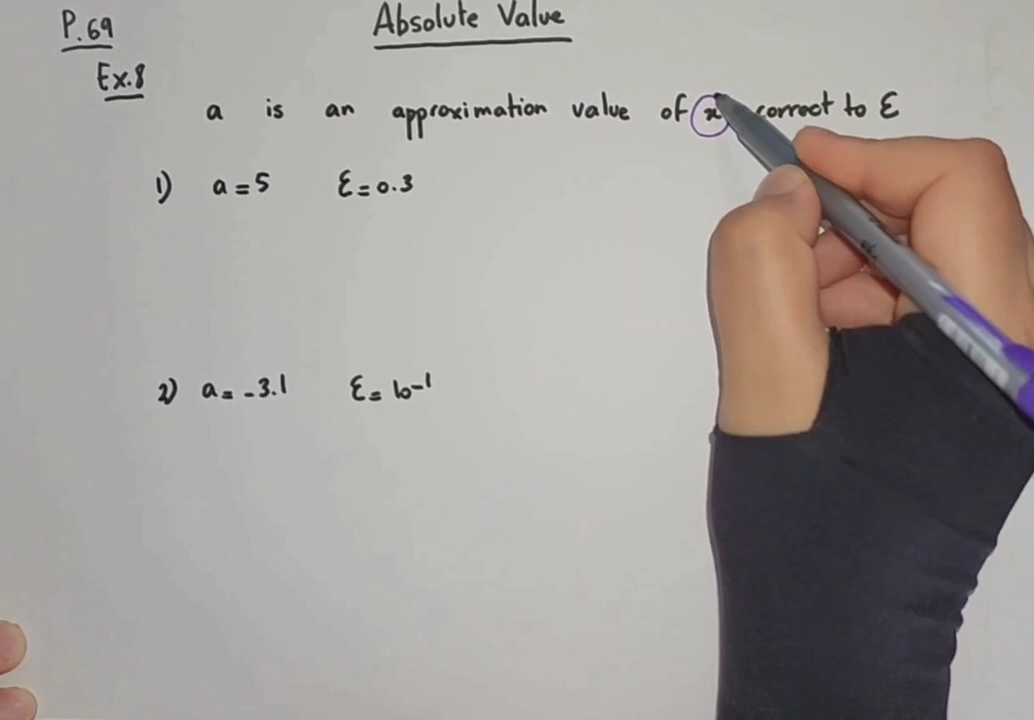 P.69
Absolute Value
Ex.8
a is an approximation value of x correct to ε
1) a = 5 ε = 0.3
2) a = -3.1 ε = 10⁻¹